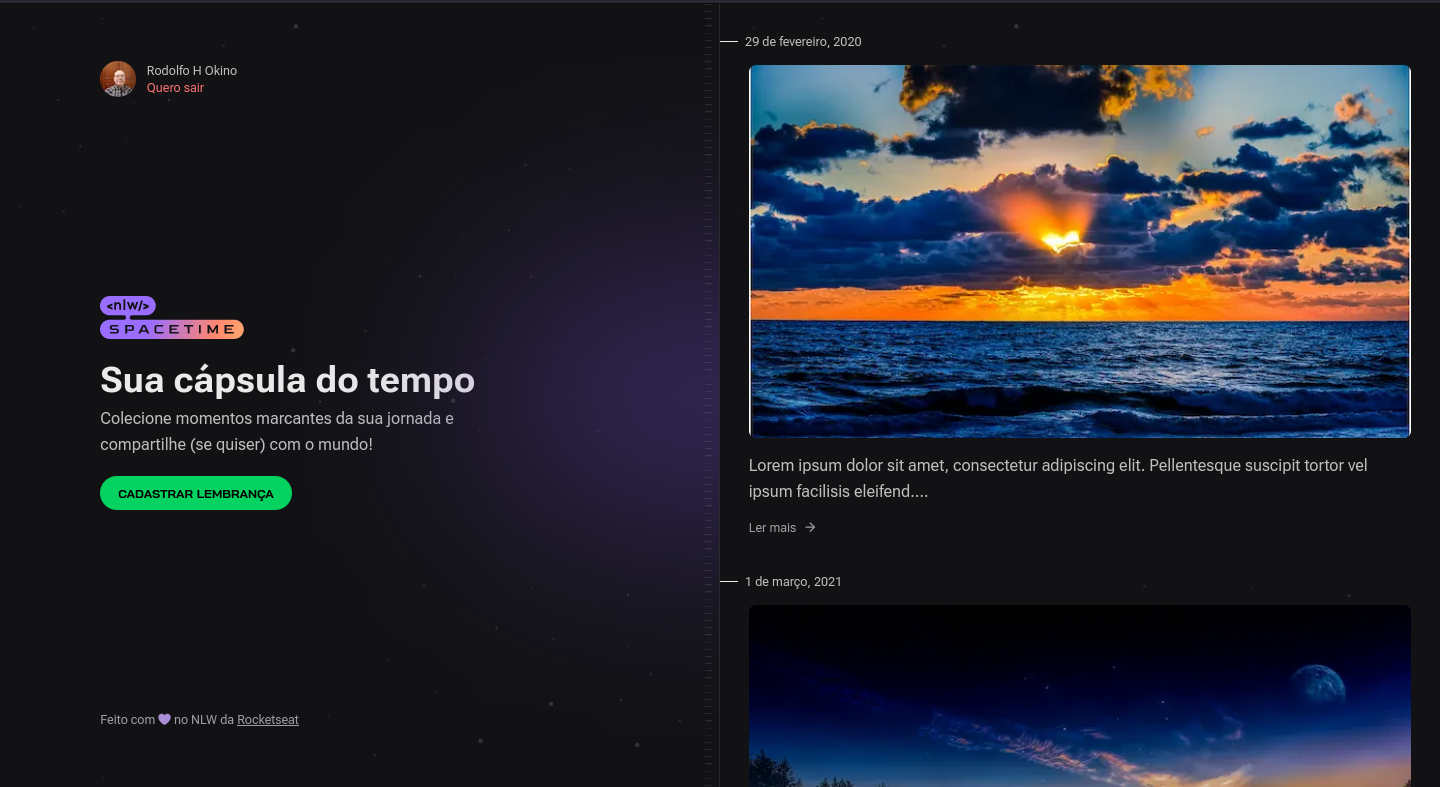 Rodolfo H Okino
Quero sair
<nlw/>
SPACETIME
Sua cápsula do tempo
Colecione momentos marcantes da sua jornada e
compartilhe (se quiser) com o mundo!
CADASTRAR LEMBRANÇA
Feito com 💜 no NLW da Rocketseat
29 de fevereiro, 2020
Lorem ipsum dolor sit amet, consectetur adipiscing elit. Pellentesque suscipit tortor vel
ipsum facilisis eleifend....
Ler mais →
1 de março, 2021